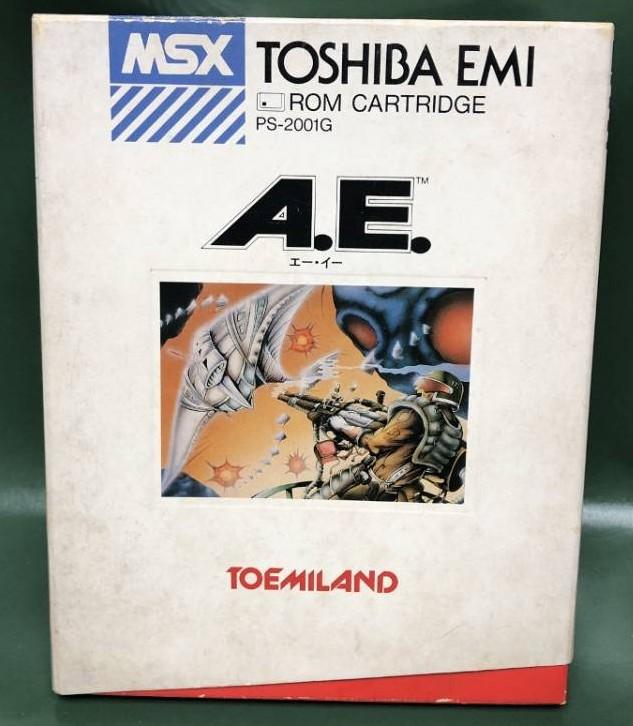 MSX
TOSHIBA EMI
ROM CARTRIDGE
PS-2001G
A.E.™
エー・イー
TOEMILAND